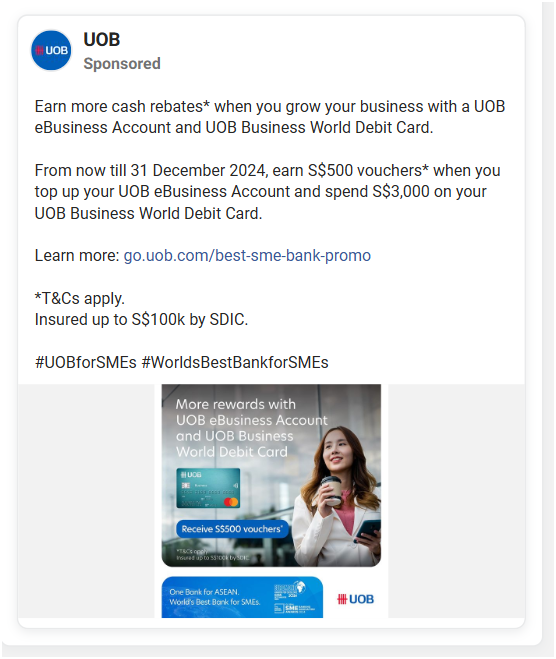 UOB
UOB
Sponsored
Earn more cash rebates* when you grow your business with a UOB
eBusiness Account and UOB Business World Debit Card.
From now till 31 December 2024, earn S$500 vouchers* when you
top up your UOB eBusiness Account and spend S$3,000 on your
UOB Business World Debit Card.
Learn more: go.uob.com/best-sme-bank-promo
*T&Cs apply.
Insured up to S$100k by SDIC.
#UOBforSMEs #WorldsBestBankforSMEs
More rewards with
UOB eBusiness Account
and UOB Business
World Debit Card
UOB
Receive S$500 vouchers*
*T&Cs apply
Insured up to S$100k by SDIC
One Bank for ASEAN.
World's Best Bank for SMEs.
SME
UOB